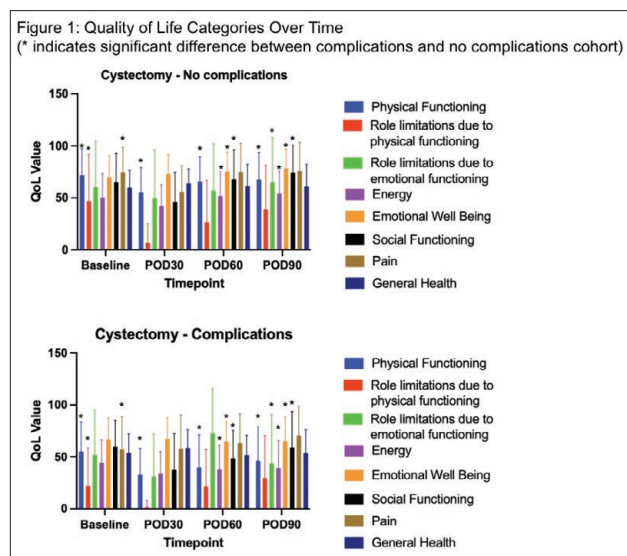 Figure 1: Quality of Life Categories Over Time
(* indicates significant difference between complications and no complications cohort)
Cystectomy - No complications
QoL Value
150
100
50
0
* * * * * * * * * * * * * *
Baseline POD30 POD60 POD90
Timepoint
Physical Functioning
Role limitations due to
physical functioning
Role limitations due to
emotional functioning
Energy
Emotional Well Being
Social Functioning
Pain
General Health
Cystectomy - Complications
QoL Value
150
100
50
0
* * * * * * * * * * * * * *
Baseline POD30 POD60 POD90
Timepoint
Physical Functioning
Role limitations due to
physical functioning
Role limitations due to
emotional functioning
Energy
Emotional Well Being
Social Functioning
Pain
General Health